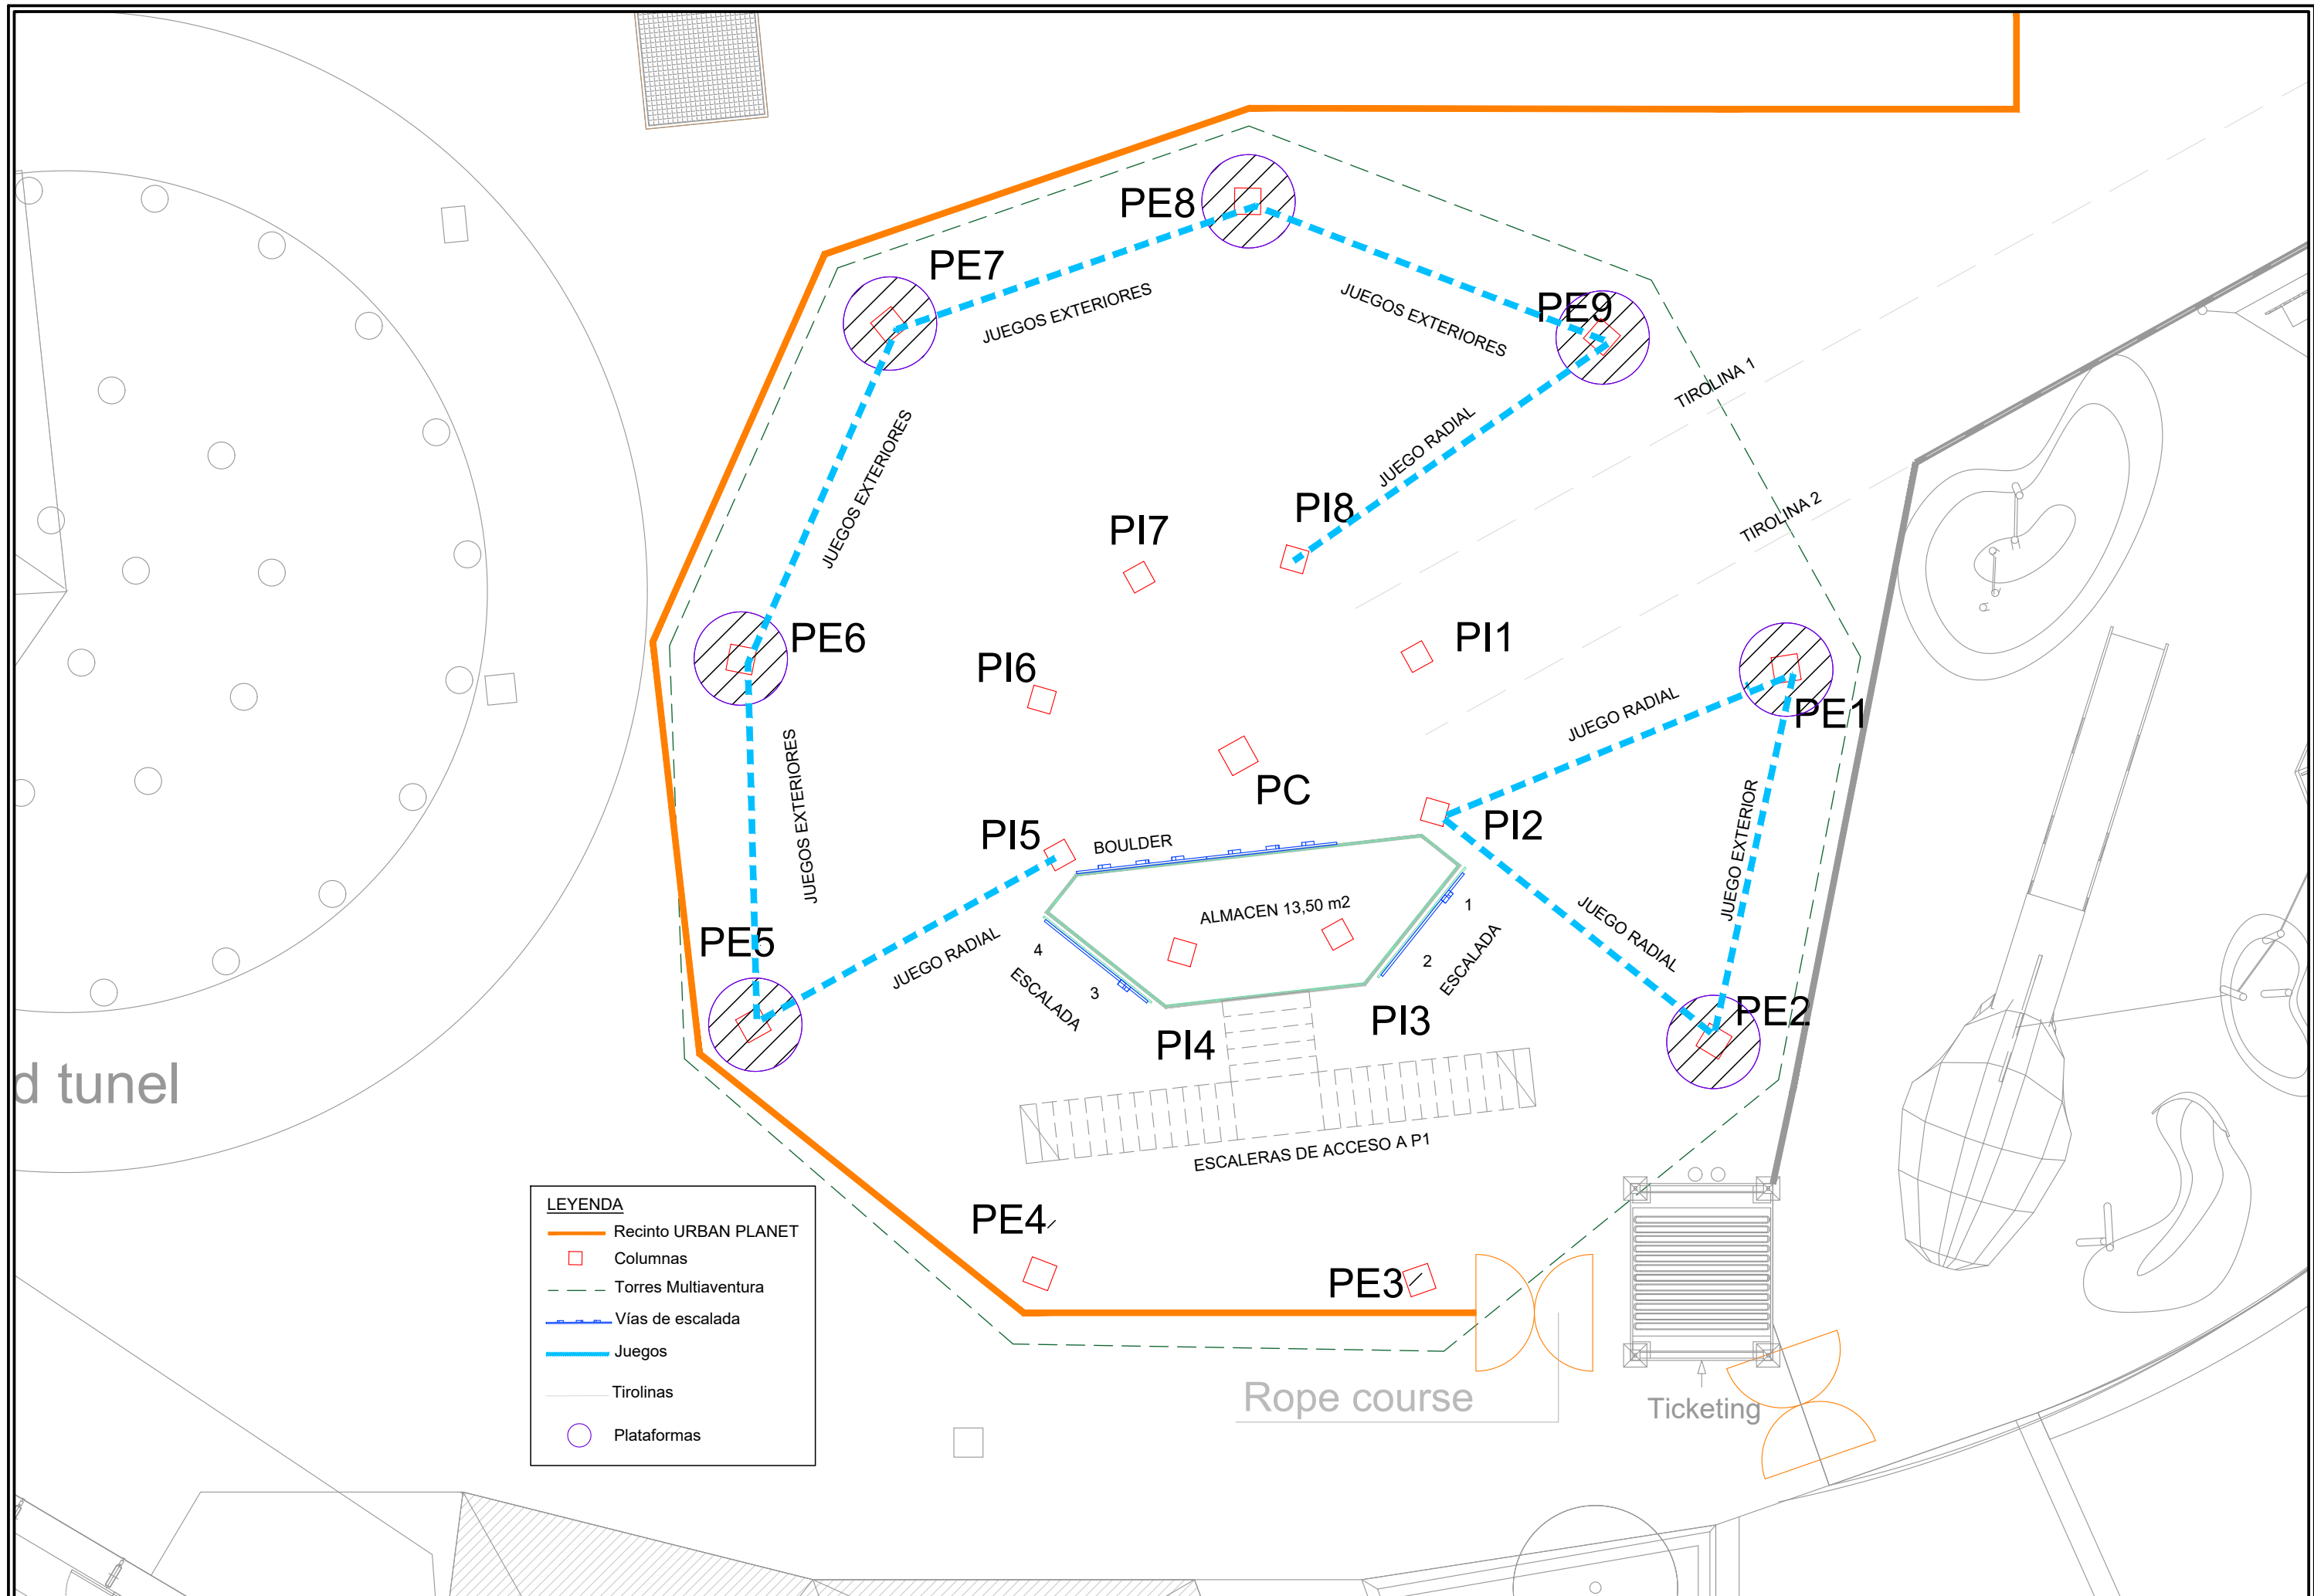 PE8
PE7
JUEGOS EXTERIORES
JUEGOS EXTERIORES
PE9
TIROLINA 1
JUEGO RADIAL
JUEGOS EXTERIORES
PI8
PI7
TIROLINA 2
PE6
PI6
PI1
JUEGO RADIAL
PE1
JUEGOS EXTERIORES
PC
PI5
BOULDER
PI2
JUEGO EXTERIOR
ALMACEN 13,50 m2
1
ESCALADA
2
JUEGO RADIAL
PE5
JUEGO RADIAL
4
ESCALADA
3
PI4
PI3
PE2
d tunel
ESCALERAS DE ACCESO A P1
PE4
PE3
LEYENDA
Recinto URBAN PLANET
Columnas
Torres Multiaventura
Vías de escalada
Juegos
Tirolinas
Plataformas
Rope course
Ticketing